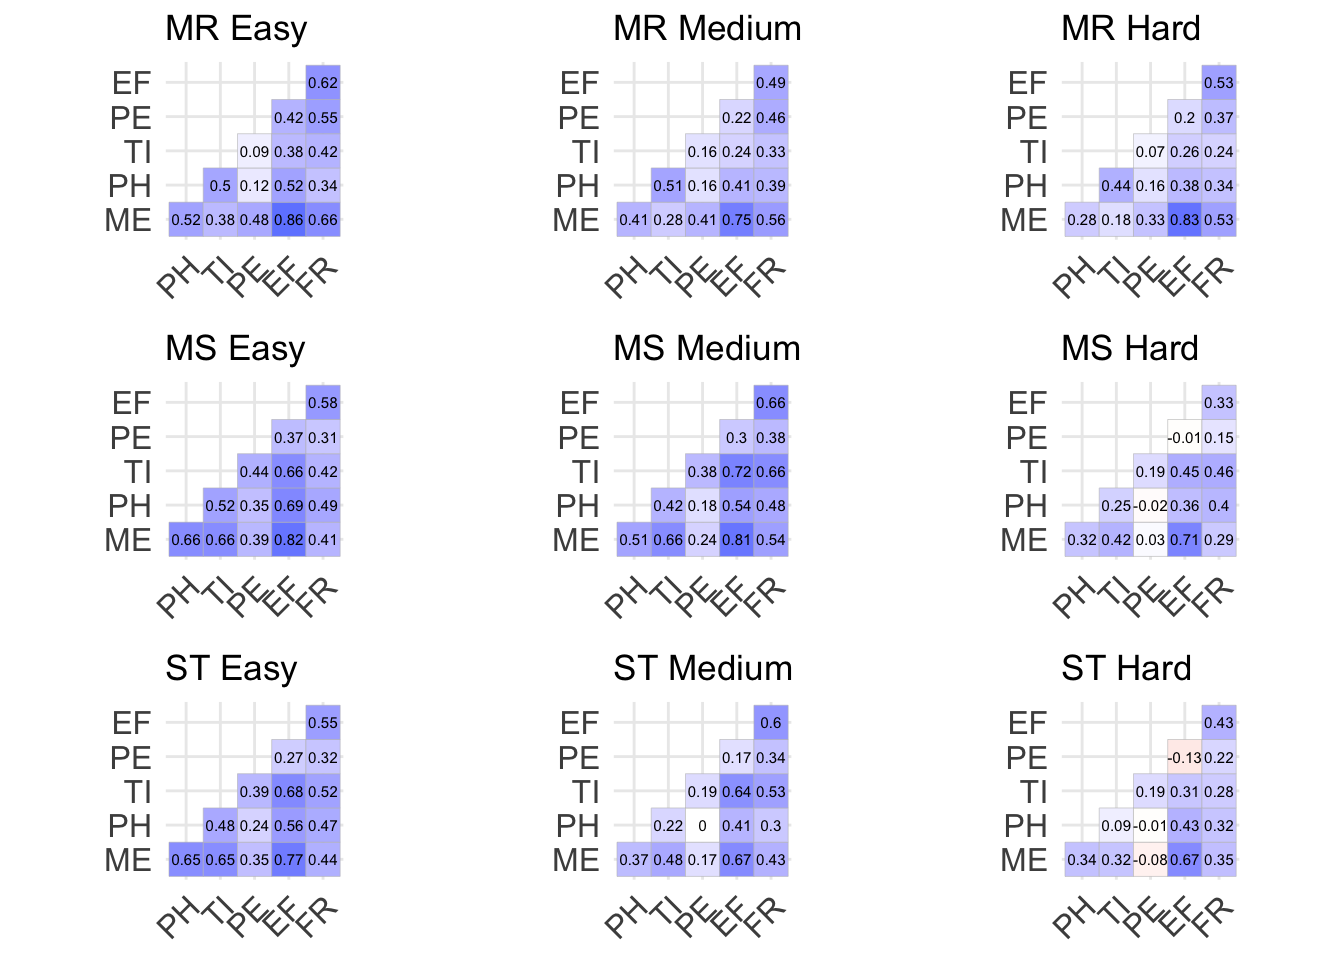 MR Easy MR Medium MR Hard
EF 0.62 EF 0.49 EF 0.53
PE 0.42 0.55 PE 0.22 0.46 PE 0.2 0.37
TI 0.09 0.38 0.42 TI 0.16 0.24 0.33 TI 0.07 0.26 0.24
PH 0.5 0.12 0.52 0.34 PH 0.51 0.16 0.41 0.39 PH 0.44 0.16 0.38 0.34
ME 0.52 0.38 0.48 0.86 0.66 ME 0.41 0.28 0.41 0.75 0.56 ME 0.28 0.18 0.33 0.83 0.53
PH TI PE EF FR PH TI PE EF FR PH TI PE EF FR
MS Easy MS Medium MS Hard
EF 0.58 EF 0.66 EF 0.33
PE 0.37 0.31 PE 0.3 0.38 PE -0.01 0.15
TI 0.44 0.66 0.42 TI 0.38 0.72 0.66 TI 0.19 0.45 0.46
PH 0.52 0.35 0.69 0.49 PH 0.42 0.18 0.54 0.48 PH 0.25 -0.02 0.36 0.4
ME 0.66 0.66 0.39 0.82 0.41 ME 0.51 0.66 0.24 0.81 0.54 ME 0.32 0.42 0.03 0.71 0.29
PH TI PE EF FR PH TI PE EF FR PH TI PE EF FR
ST Easy ST Medium ST Hard
EF 0.55 EF 0.6 EF 0.43
PE 0.27 0.32 PE 0.17 0.34 PE -0.13 0.22
TI 0.39 0.68 0.52 TI 0.19 0.64 0.53 TI 0.19 0.31 0.28
PH 0.48 0.24 0.56 0.47 PH 0.22 0 0.41 0.3 PH 0.09 -0.01 0.43 0.32
ME 0.65 0.65 0.35 0.77 0.44 ME 0.37 0.48 0.17 0.67 0.43 ME 0.34 0.32 -0.08 0.67 0.35
PH TI PE EF FR PH TI PE EF FR PH TI PE EF FR